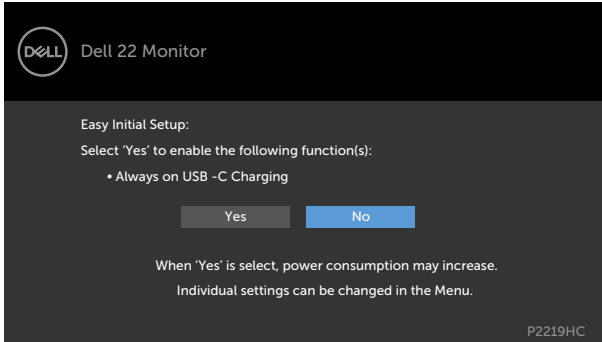 DELL
Dell 22 Monitor
Easy Initial Setup:
Select ‘Yes’ to enable the following function(s):
• Always on USB -C Charging
Yes No
When ‘Yes’ is select, power consumption may increase.
Individual settings can be changed in the Menu.
P2219HC